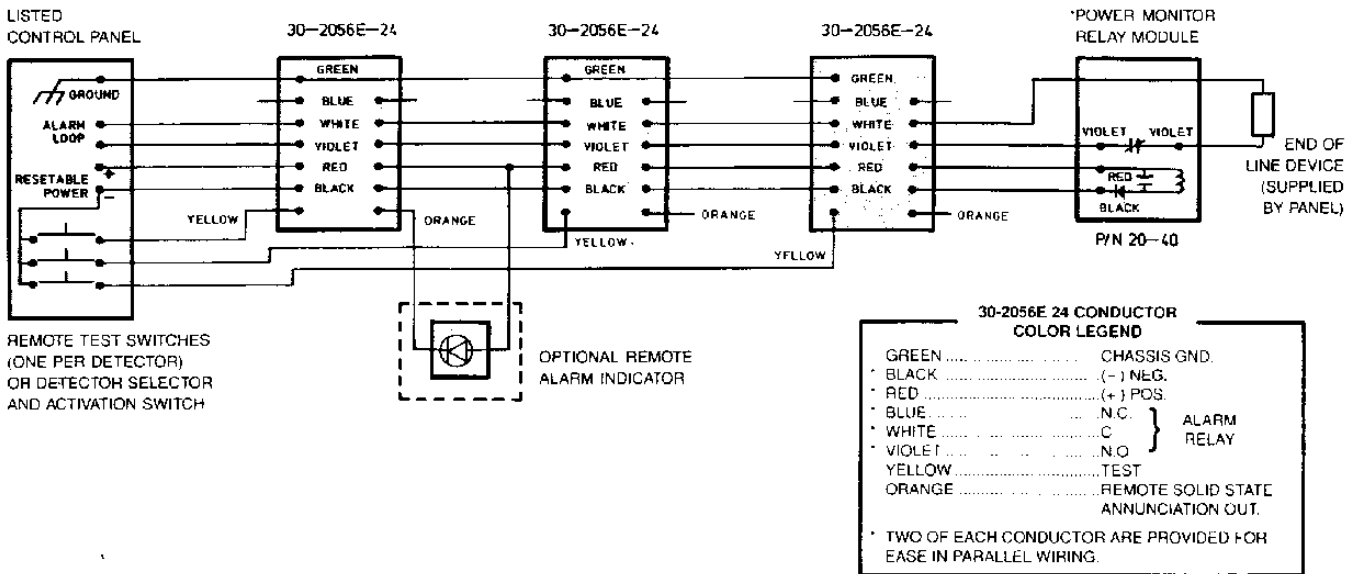 LISTED
CONTROL PANEL
30-2056E-24
30-2056E-24
30-2056E-24
*POWER MONITOR
RELAY MODULE
GROUND
ALARM
LOOP
RESETABLE
POWER
+
-
GREEN
BLUE
WHITE
VIOLET
RED
BLACK
YELLOW
ORANGE
GREEN
BLUE
WHITE
VIOLET
RED
BLACK
YELLOW
ORANGE
GREEN
BLUE
WHITE
VIOLET
RED
BLACK
YELLOW
ORANGE
VIOLET
VIOLET
RED
BLACK
P/N 20-40
END OF
LINE DEVICE
(SUPPLIED
BY PANEL)
REMOTE TEST SWITCHES
(ONE PER DETECTOR)
OR DETECTOR SELECTOR
AND ACTIVATION SWITCH
OPTIONAL REMOTE
ALARM INDICATOR
30-2056E 24 CONDUCTOR
COLOR LEGEND
GREEN .................... CHASSIS GND.
* BLACK ....................(-) NEG.
* RED ....................(+) POS.
* BLUE.................... N.C.
* WHITE ....................C
* VIOLET....................N.O
ALARM
RELAY
YELLOW....................TEST
ORANGE ....................REMOTE SOLID STATE
ANNUNCIATION OUT.
* TWO OF EACH CONDUCTOR ARE PROVIDED FOR
EASE IN PARALLEL WIRING.